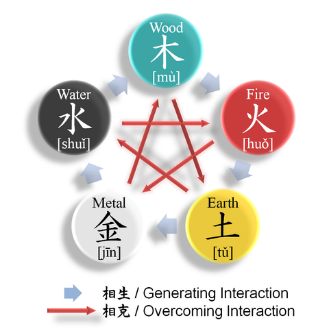 Wood
木
[mù]
Water
水
[shuǐ]
Fire
火
[huǒ]
Metal
金
[jīn]
Earth
土
[tǔ]
相生 / Generating Interaction
相克 / Overcoming Interaction